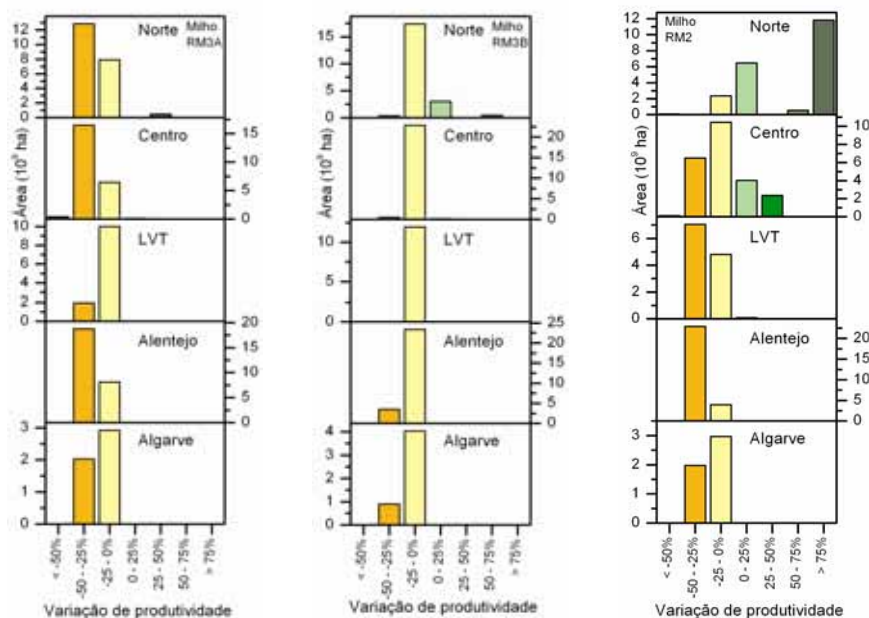 Norte Milho
RM3A
12
10
8
6
4
2
0
Centro
15
10
5
0
LVT
10
8
6
4
2
0
Alentejo
20
15
10
5
0
Algarve
3
2
1
0
Área (10⁹ ha)
< -50%
-50 - -25%
-25 - 0%
0 - 25%
25 - 50%
50 - 75%
> 75%
Variação de produtividade
Norte Milho
RM3B
15
10
5
0
Centro
20
15
10
5
0
LVT
10
5
0
Alentejo
25
20
15
10
5
0
Algarve
4
3
2
1
0
Área (10⁹ ha)
< -50%
-50 - -25%
-25 - 0%
0 - 25%
25 - 50%
50 - 75%
> 75%
Variação de produtividade
Milho
RM2
Norte
12
10
8
6
4
2
0
Centro
10
8
6
4
2
0
LVT
6
4
2
0
Alentejo
20
15
10
5
0
Algarve
3
2
1
0
Área (10⁹ ha)
< -50%
-50 - -25%
-25 - 0%
0 - 25%
25 - 50%
50 - 75%
> 75%
Variação de produtividade